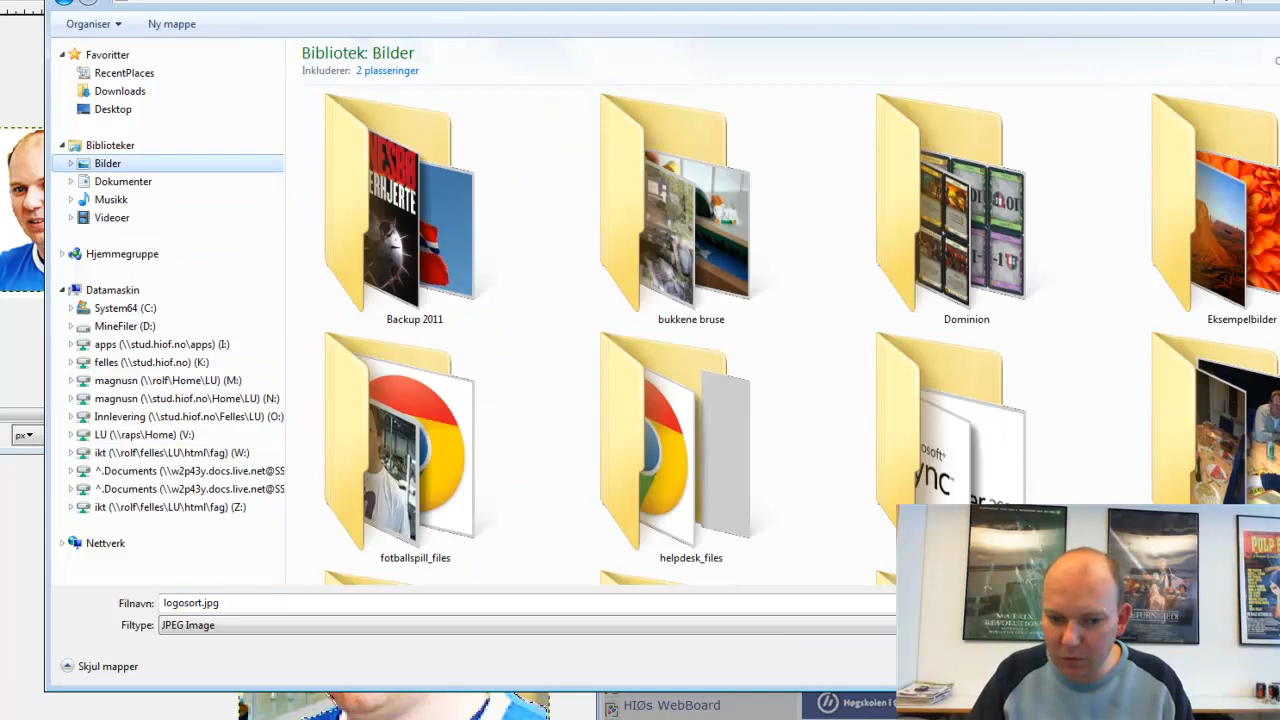 Organiser
Ny mappe
Favoritter
RecentPlaces
Downloads
Desktop
Biblioteker
Bilder
Dokumenter
Musikk
Videoer
Hjemmegruppe
Datamaskin
System64 (C:)
MineFiler (D:)
apps (\\stud.hiof.no\apps) (I:)
felles (\\stud.hiof.no) (K:)
magnusn (\\rolf\Home\LU) (M:)
magnusn (\\stud.hiof.no\Home\LU) (N:)
Innlevering (\\stud.hiof.no\Felles\LU) (O:)
LU (\\raps\Home) (V:)
ikt (\\rolf\felles\LU\html\fag) (W:)
^.Documents (\\w2p43y.docs.live.net@SS
^.Documents (\\w2p43y.docs.live.net@SS
ikt (\\rolf\felles\LU\html\fag) (Z:)
Nettverk
Bibliotek: Bilder
Inkluderer: 2 plasseringer
Backup 2011
bukkene bruse
Dominion
Eksempelbilder
fotballspill_files
helpdesk_files
Filnavn: logosort.jpg
Filtype: JPEG Image
Skjul mapper
px
HIØs WebBoard
Høgskolen i
MATRIX
PULP